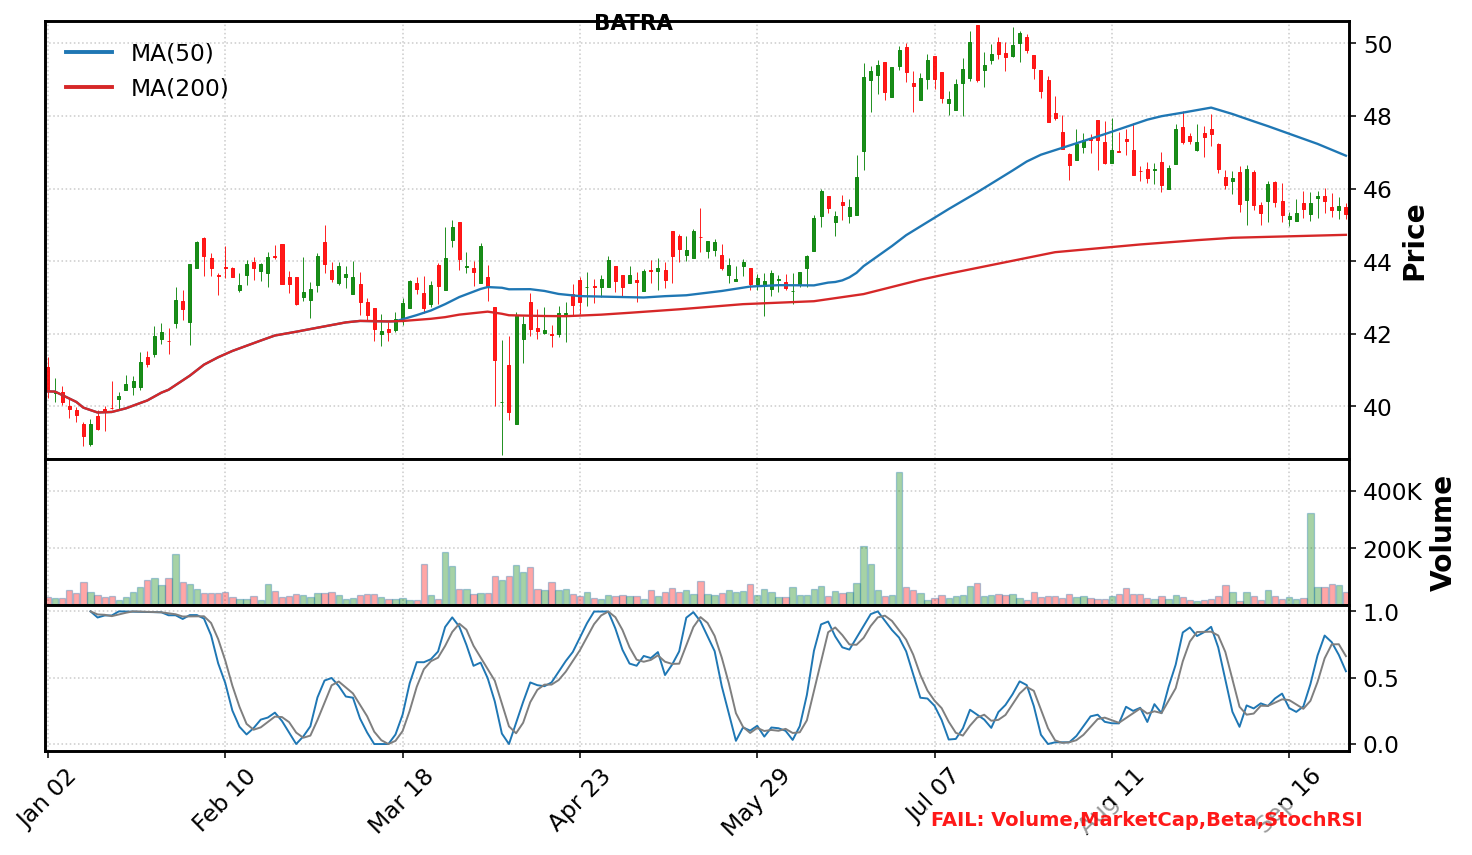 BATRA
MA(50)
MA(200)
50
48
46
44
42
40
Price
400K
200K
Volume
1.0
0.5
0.0
Jan 02
Feb 10
Mar 18
Apr 23
May 29
Jul 07
Aug 11
Sep 16
FAIL: Volume,MarketCap,Beta,StochRSI